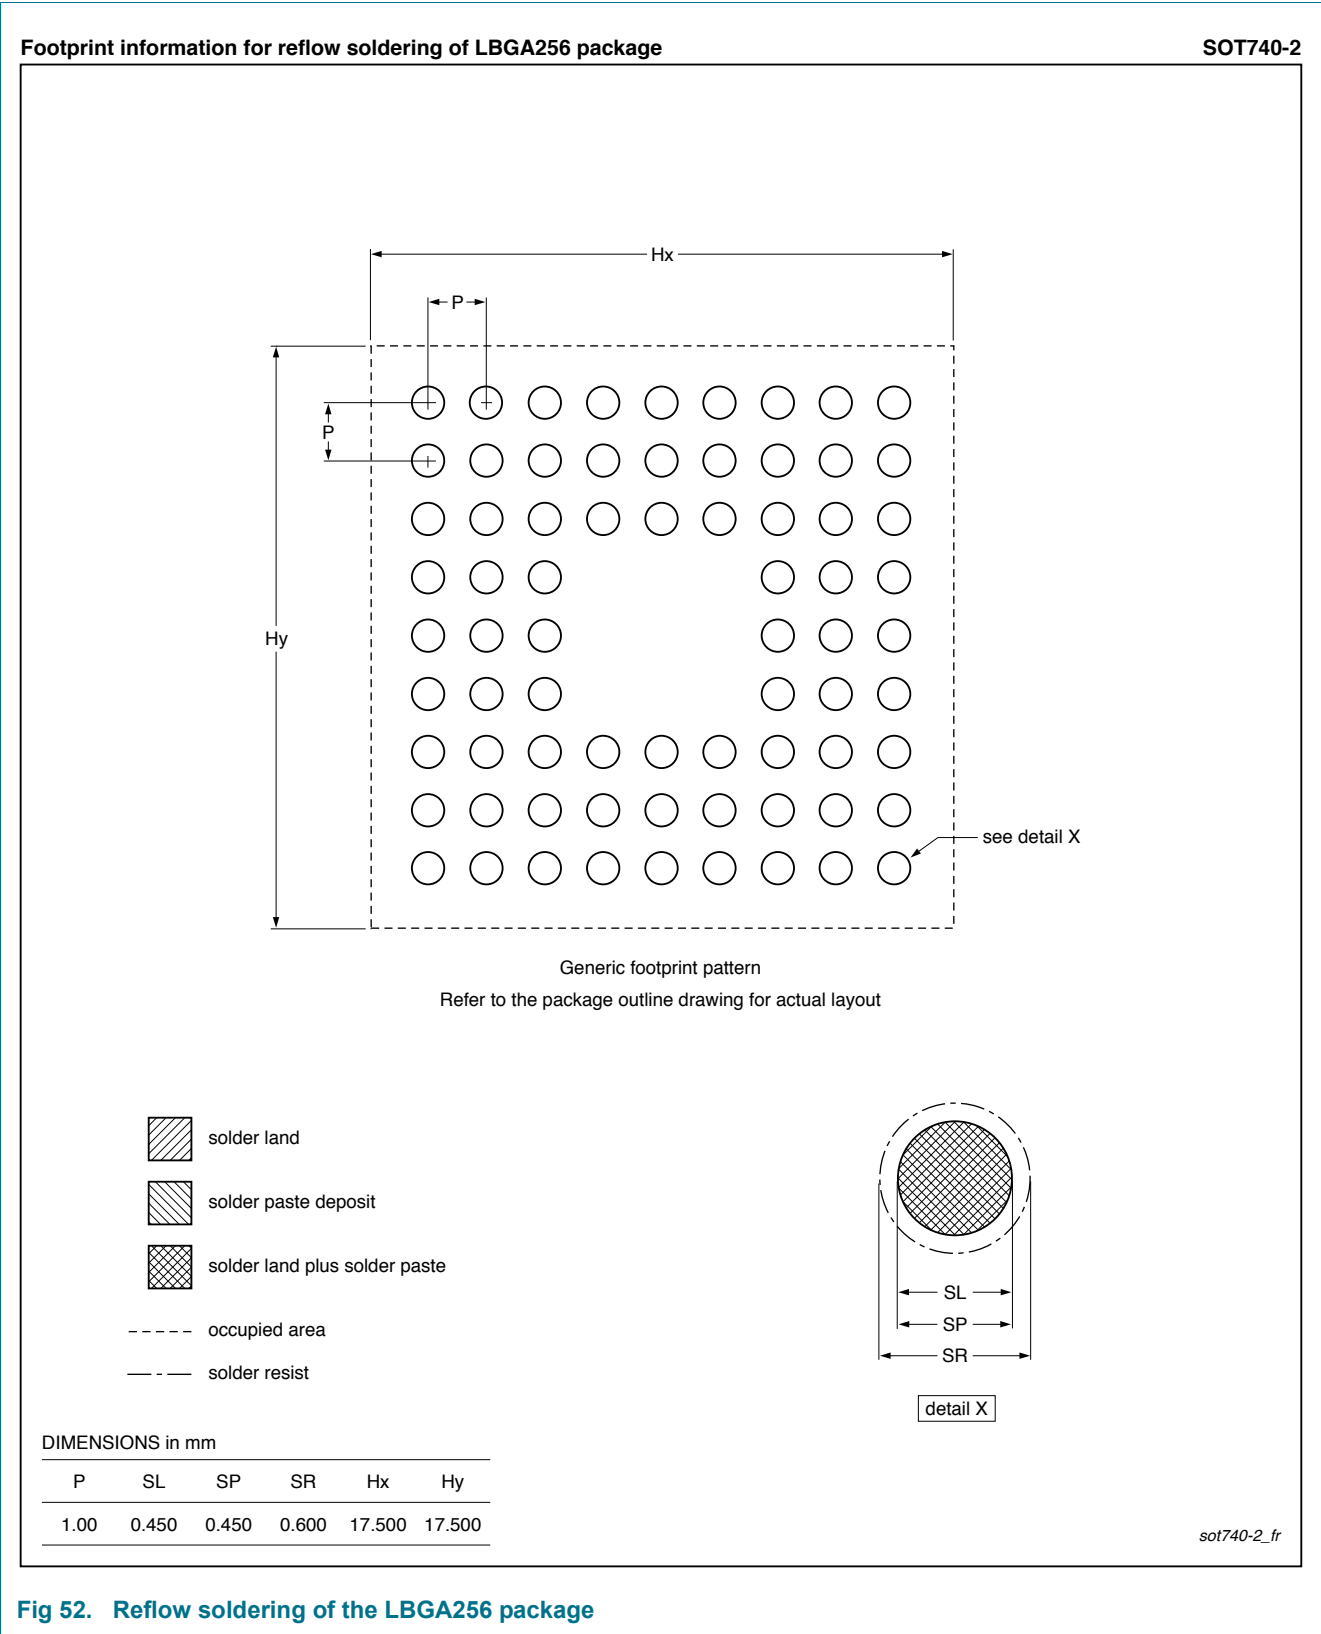 Footprint information for reflow soldering of LBGA256 package SOT740-2
Hx
P
P
Hy
see detail X
Generic footprint pattern
Refer to the package outline drawing for actual layout
solder land
solder paste deposit
solder land plus solder paste
occupied area
solder resist
SL
SP
SR
detail X
DIMENSIONS in mm
P SL SP SR Hx Hy
1.00 0.450 0.450 0.600 17.500 17.500
sot740-2_fr
Fig 52. Reflow soldering of the LBGA256 package